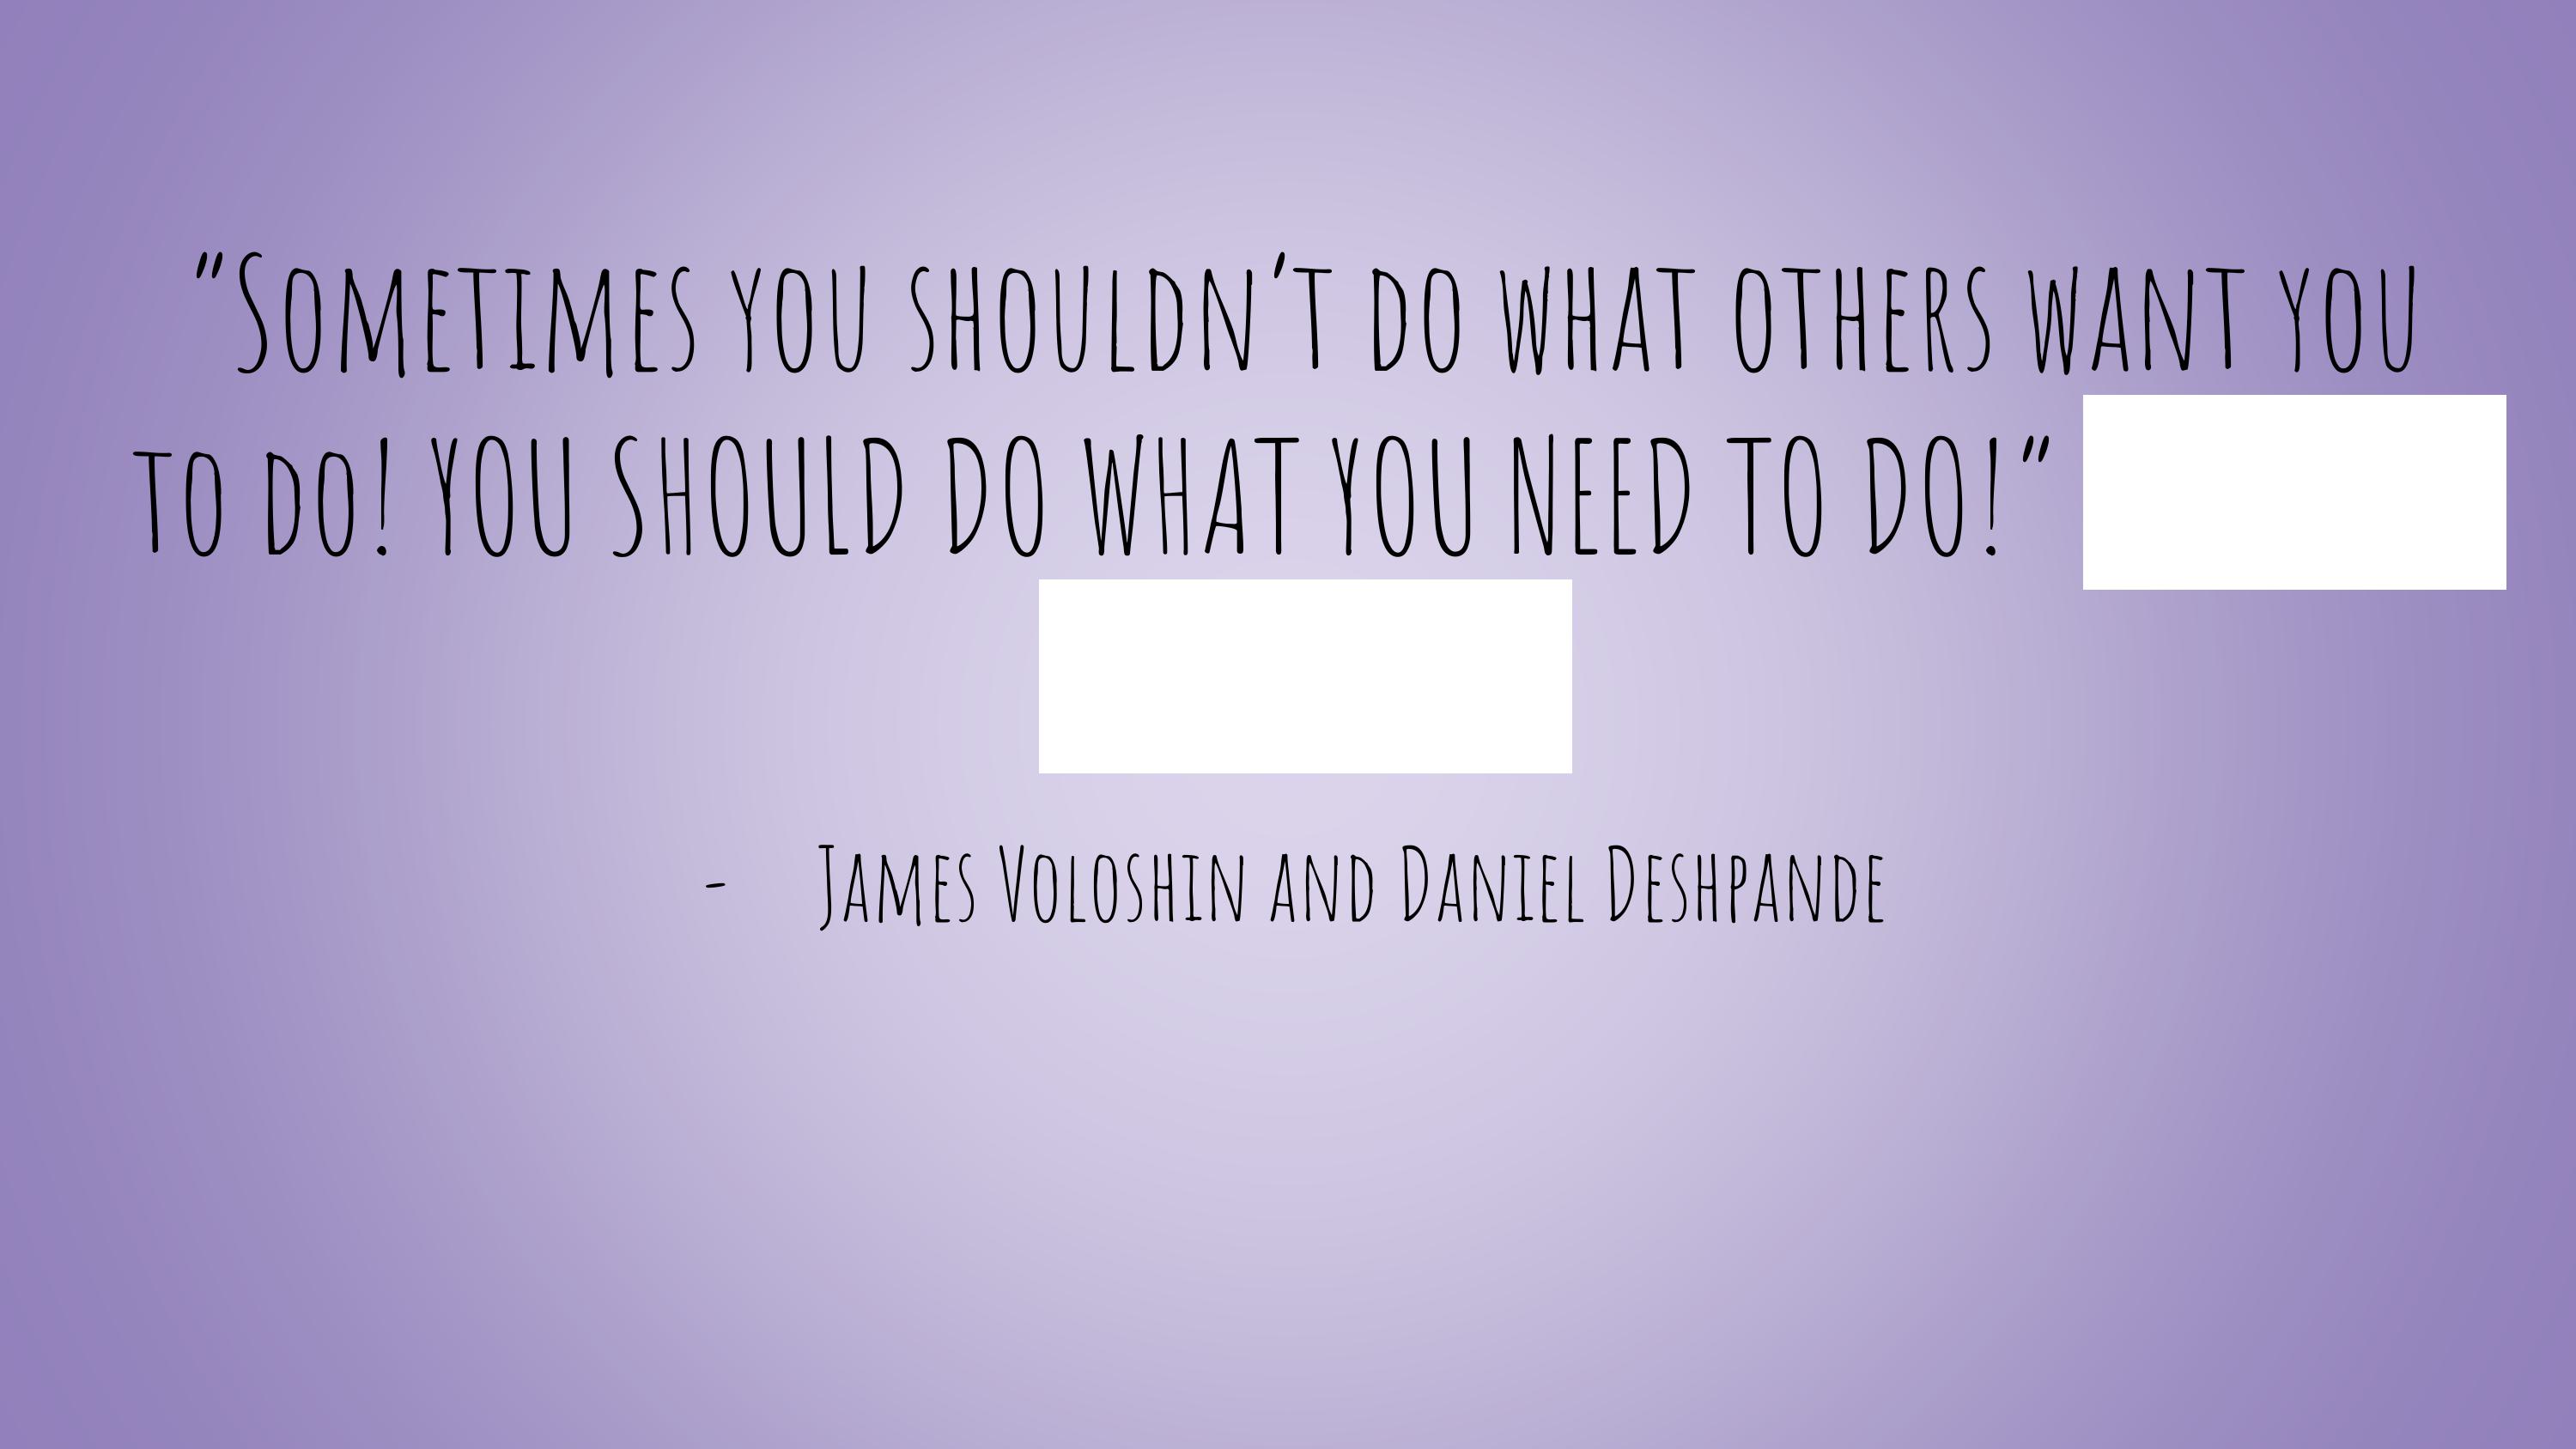 “Sometimes you shouldn’t do what others want you
to do! YOU SHOULD DO WHAT YOU NEED TO DO!”
- James Voloshin and Daniel Deshpande